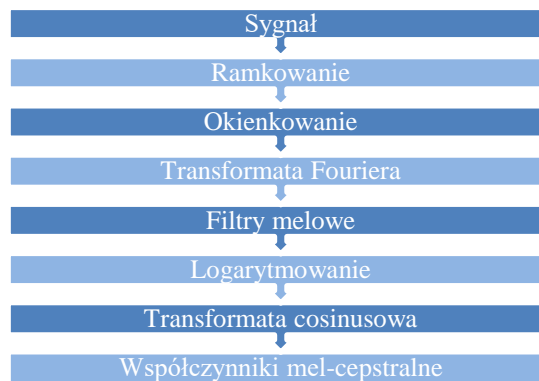 Sygnał
Ramkowanie
Okienkowanie
Transformata Fouriera
Filtry melowe
Logarytmowanie
Transformata cosinusowa
Współczynniki mel-cepstralne